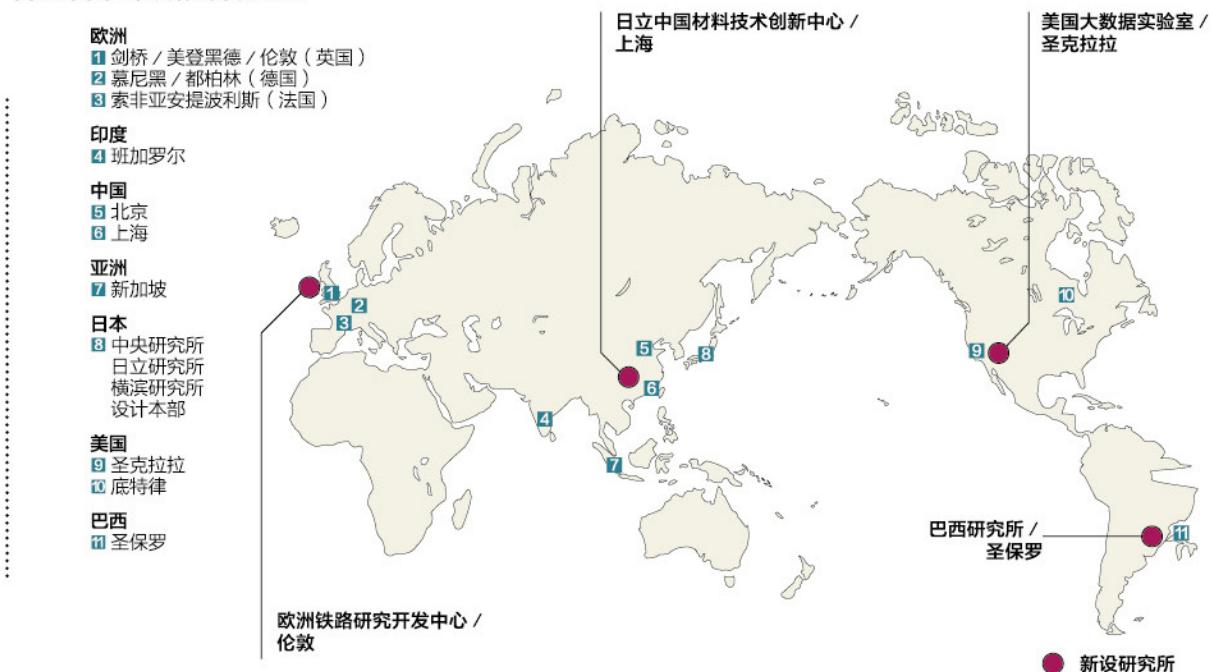 欧洲
1 剑桥 / 美登黑德 / 伦敦（英国）
2 慕尼黑 / 都柏林（德国）
3 索非亚安提波利斯（法国）
印度
4 班加罗尔
中国
5 北京
6 上海
亚洲
7 新加坡
日本
8 中央研究所
日立研究所
横滨研究所
设计本部
美国
9 圣克拉拉
10 底特律
巴西
11 圣保罗
日立中国材料技术创新中心 /
上海
美国大数据实验室 /
圣克拉拉
1
2
3
4
5
6
7
8
9
10
11
巴西研究所 /
圣保罗
欧洲铁路研究开发中心 /
伦敦
新设研究所